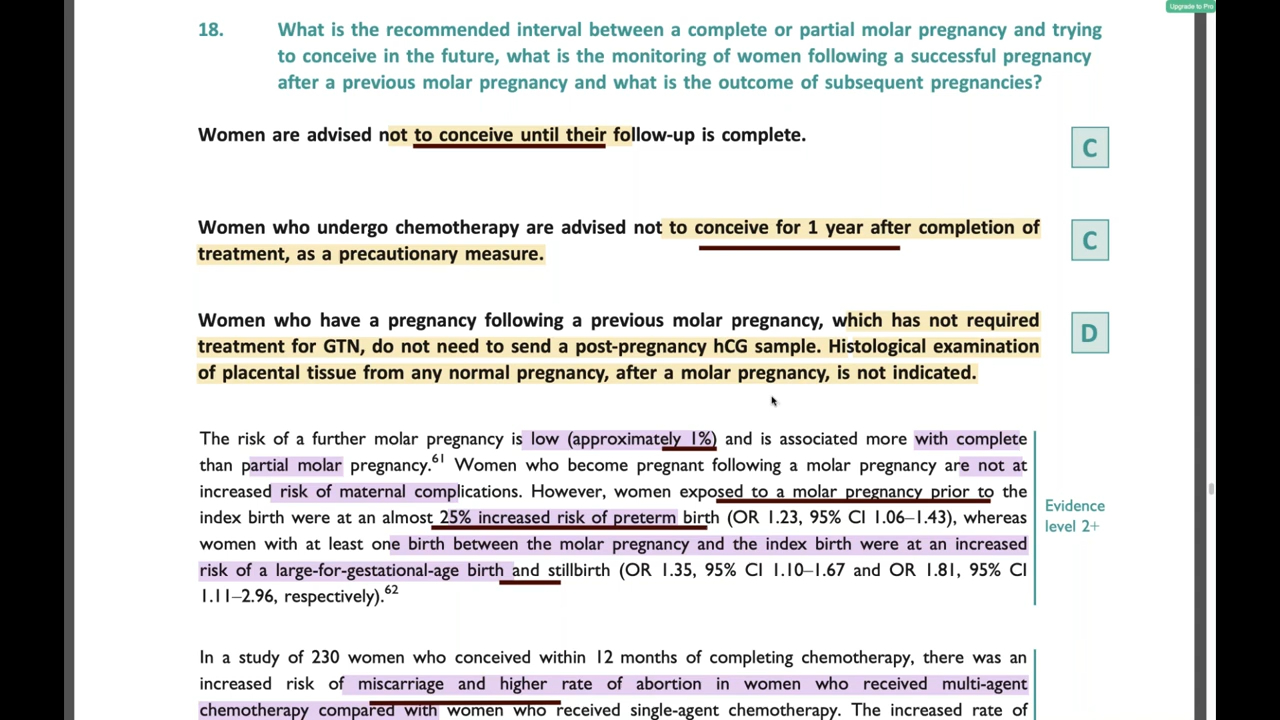 Upgrade to Pro
18. What is the recommended interval between a complete or partial molar pregnancy and trying
to conceive in the future, what is the monitoring of women following a successful pregnancy
after a previous molar pregnancy and what is the outcome of subsequent pregnancies?
Women are advised not to conceive until their follow-up is complete.
C
Women who undergo chemotherapy are advised not to conceive for 1 year after completion of
treatment, as a precautionary measure.
C
Women who have a pregnancy following a previous molar pregnancy, which has not required
treatment for GTN, do not need to send a post-pregnancy hCG sample. Histological examination
of placental tissue from any normal pregnancy, after a molar pregnancy, is not indicated.
D
The risk of a further molar pregnancy is low (approximately 1%) and is associated more with complete
than partial molar pregnancy.61 Women who become pregnant following a molar pregnancy are not at
increased risk of maternal complications. However, women exposed to a molar pregnancy prior to the
index birth were at an almost 25% increased risk of preterm birth (OR 1.23, 95% CI 1.06–1.43), whereas
women with at least one birth between the molar pregnancy and the index birth were at an increased
risk of a large-for-gestational-age birth and stillbirth (OR 1.35, 95% CI 1.10–1.67 and OR 1.81, 95% CI
1.11–2.96, respectively).62
Evidence
level 2+
In a study of 230 women who conceived within 12 months of completing chemotherapy, there was an
increased risk of miscarriage and higher rate of abortion in women who received multi-agent
chemotherapy compared with women who received single-agent chemotherapy. The increased rate of